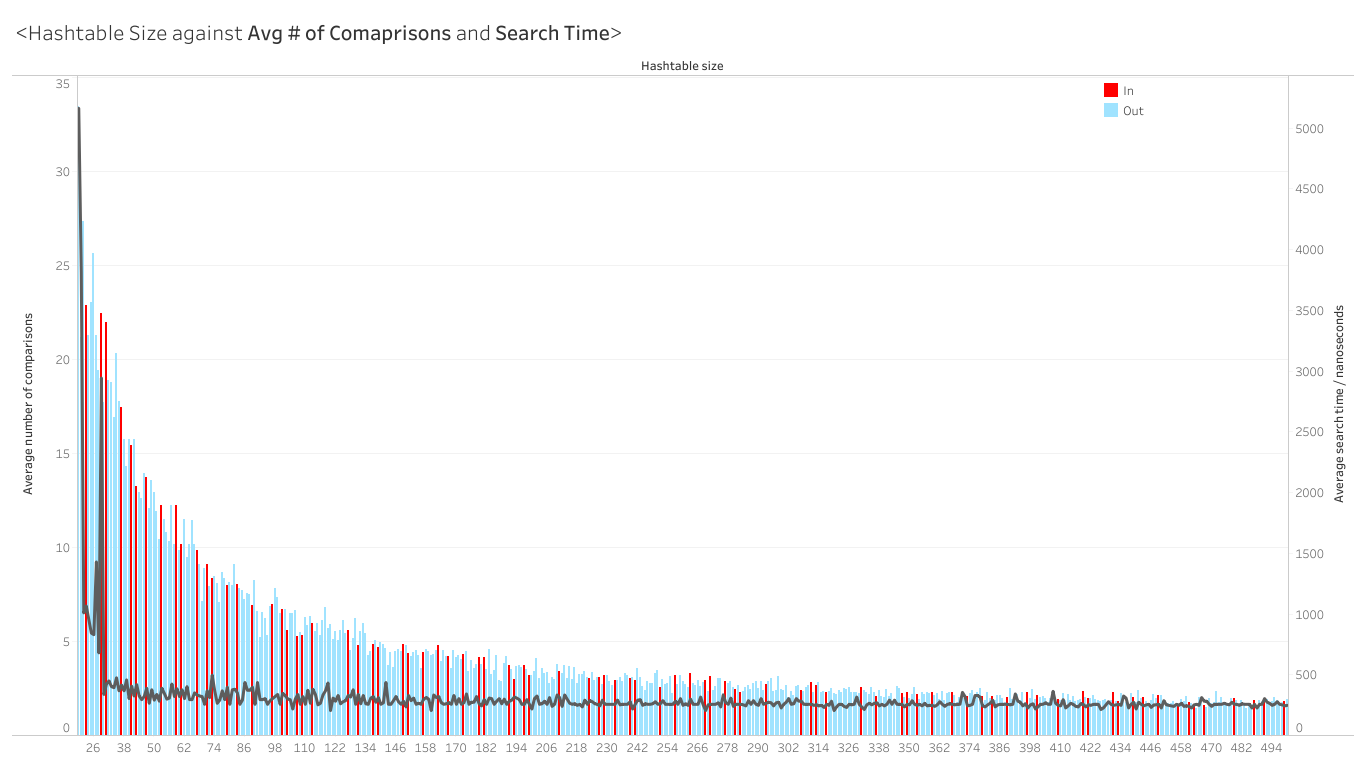 <Hashtable Size against Avg # of Comaprisons and Search Time>
Hashtable size
In
Out
35
30
25
20
15
10
5
0
Average number of comparisons
5000
4500
4000
3500
3000
2500
2000
1500
1000
500
0
Average search time / nanoseconds
26 38 50 62 74 86 98 110 122 134 146 158 170 182 194 206 218 230 242 254 266 278 290 302 314 326 338 350 362 374 386 398 410 422 434 446 458 470 482 494